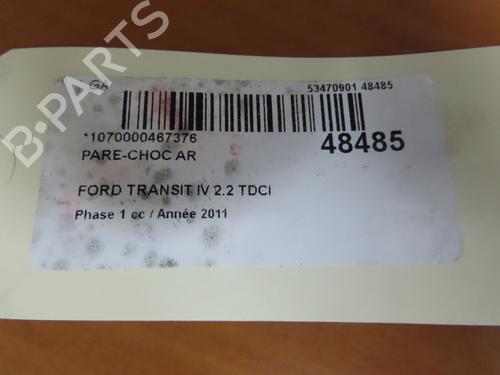 GA
53470901 48485
*1070000467376
48485
PARE-CHOC AR
FORD TRANSIT IV 2.2 TDCI
Phase 1 cc / Année 2011
B-PARTS